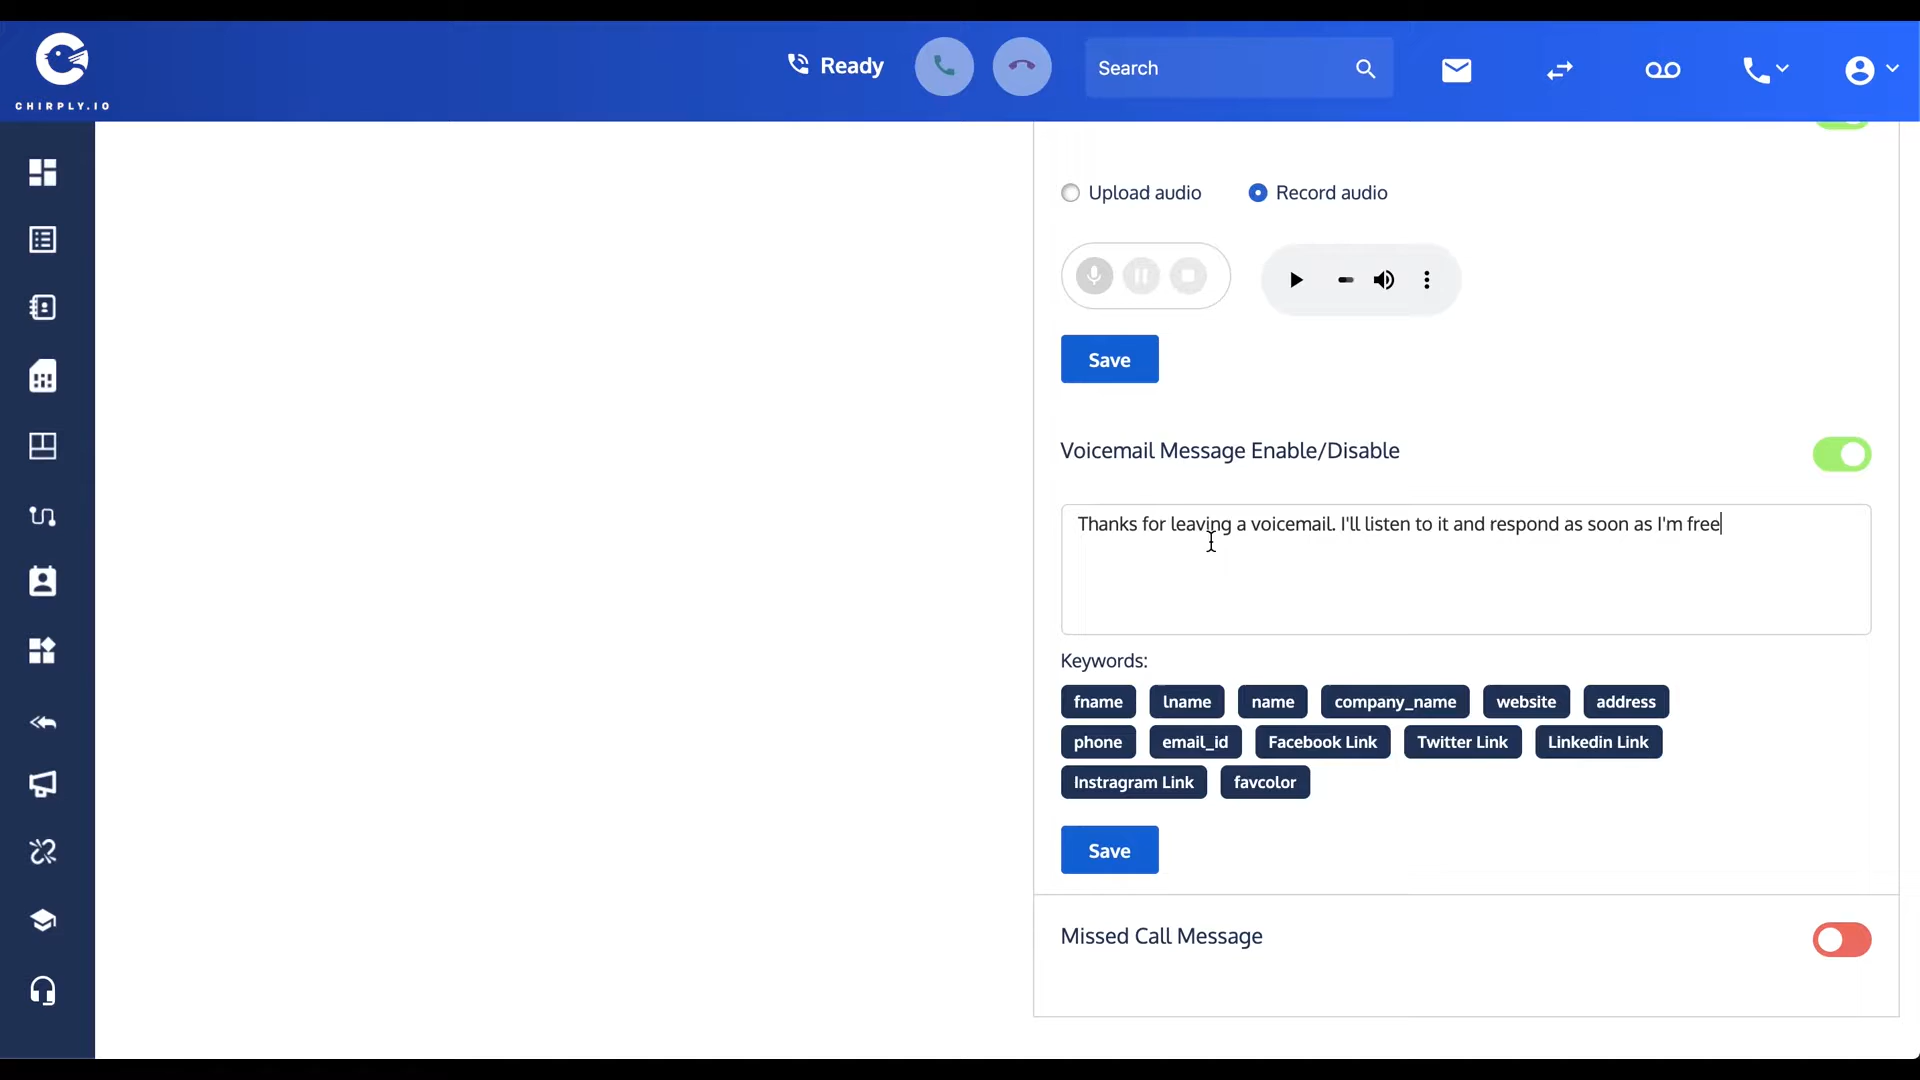 CHIRPLY.IO
Ready
Search
Upload audio
Record audio
Save
Voicemail Message Enable/Disable
Thanks for leaving a voicemail. I'll listen to it and respond as soon as I'm free
Keywords:
fname lname name company_name website address
phone email_id Facebook Link Twitter Link Linkedin Link
Instragram Link favcolor
Save
Missed Call Message